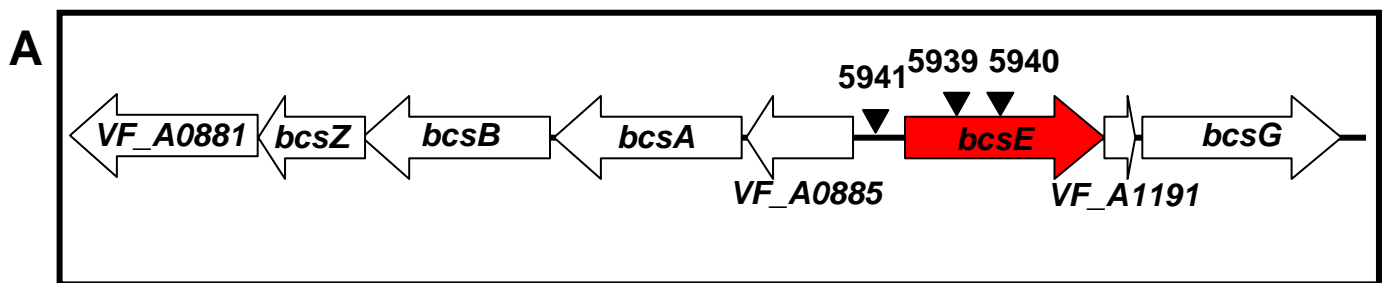 A
5941 5939 5940
VF_A0881 bcsZ bcsB bcsA bcsE bcsG
VF_A0885 VF_A1191